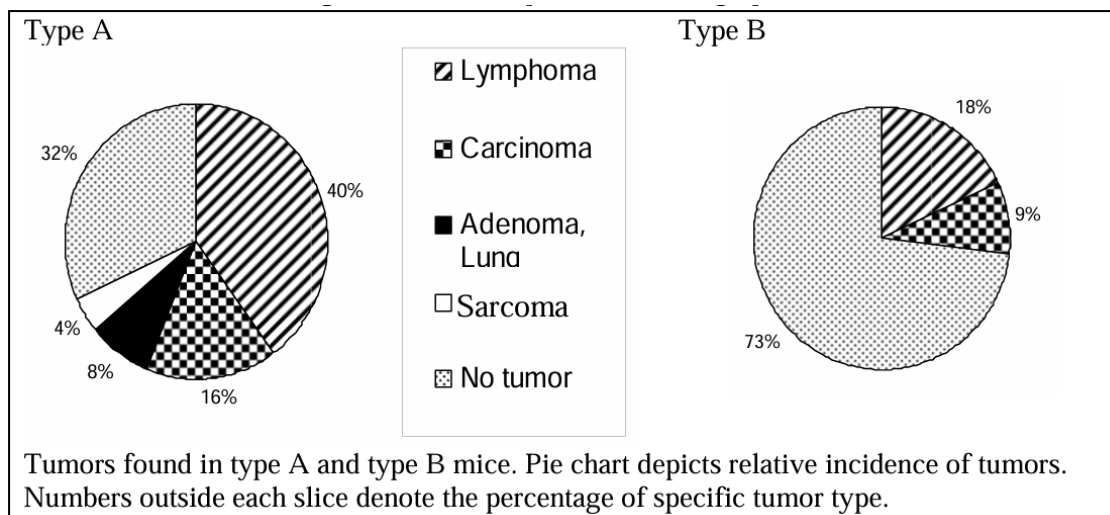 Type A
Type B
Lymphoma
Carcinoma
Adenoma,
Lung
Sarcoma
No tumor
32%
40%
4%
8%
16%
18%
9%
73%
Tumors found in type A and type B mice. Pie chart depicts relative incidence of tumors.
Numbers outside each slice denote the percentage of specific tumor type.